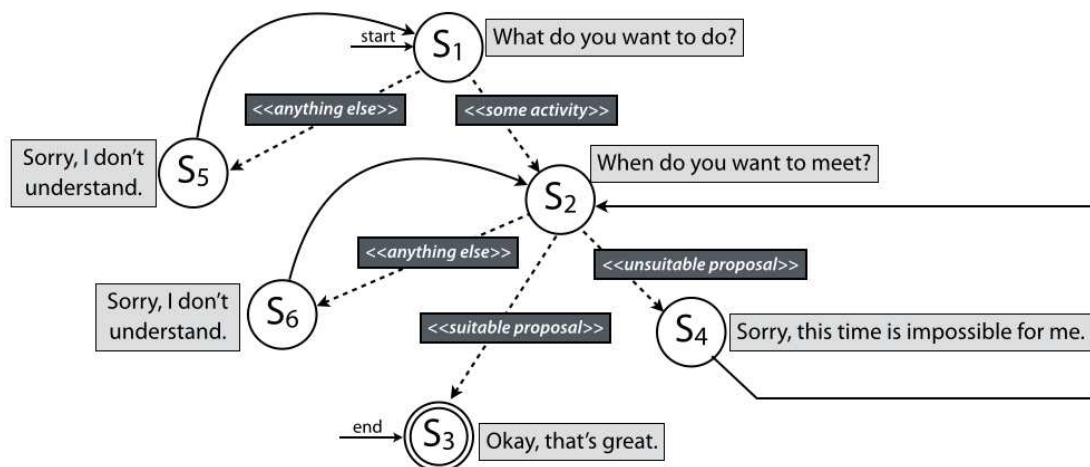 start
S1
What do you want to do?
<<anything else>>
<<some activity>>
Sorry, I don't
understand.
S5
When do you want to meet?
S2
<<anything else>>
<<unsuitable proposal>>
Sorry, I don't
understand.
S6
<<suitable proposal>>
S4
Sorry, this time is impossible for me.
end
S3
Okay, that's great.